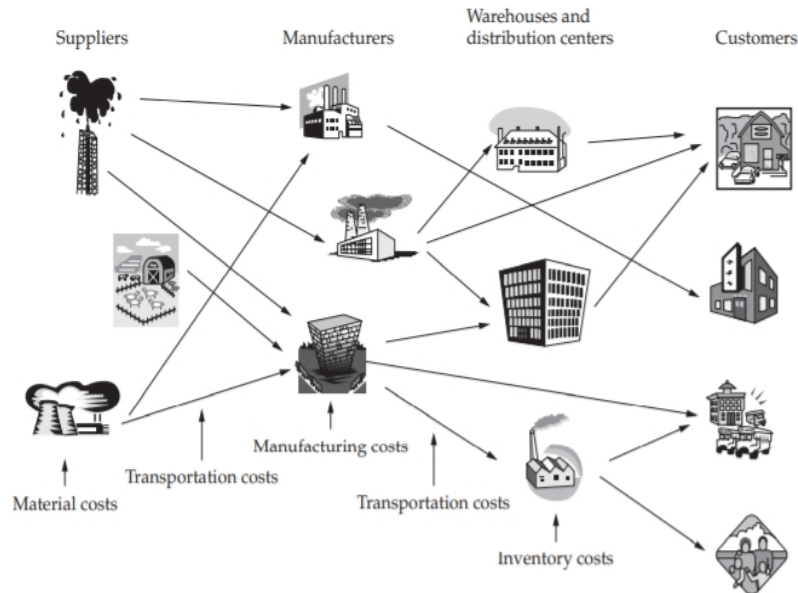 Suppliers
Manufacturers
Warehouses and
distribution centers
Customers
Manufacturing costs
Transportation costs
Transportation costs
Material costs
Inventory costs